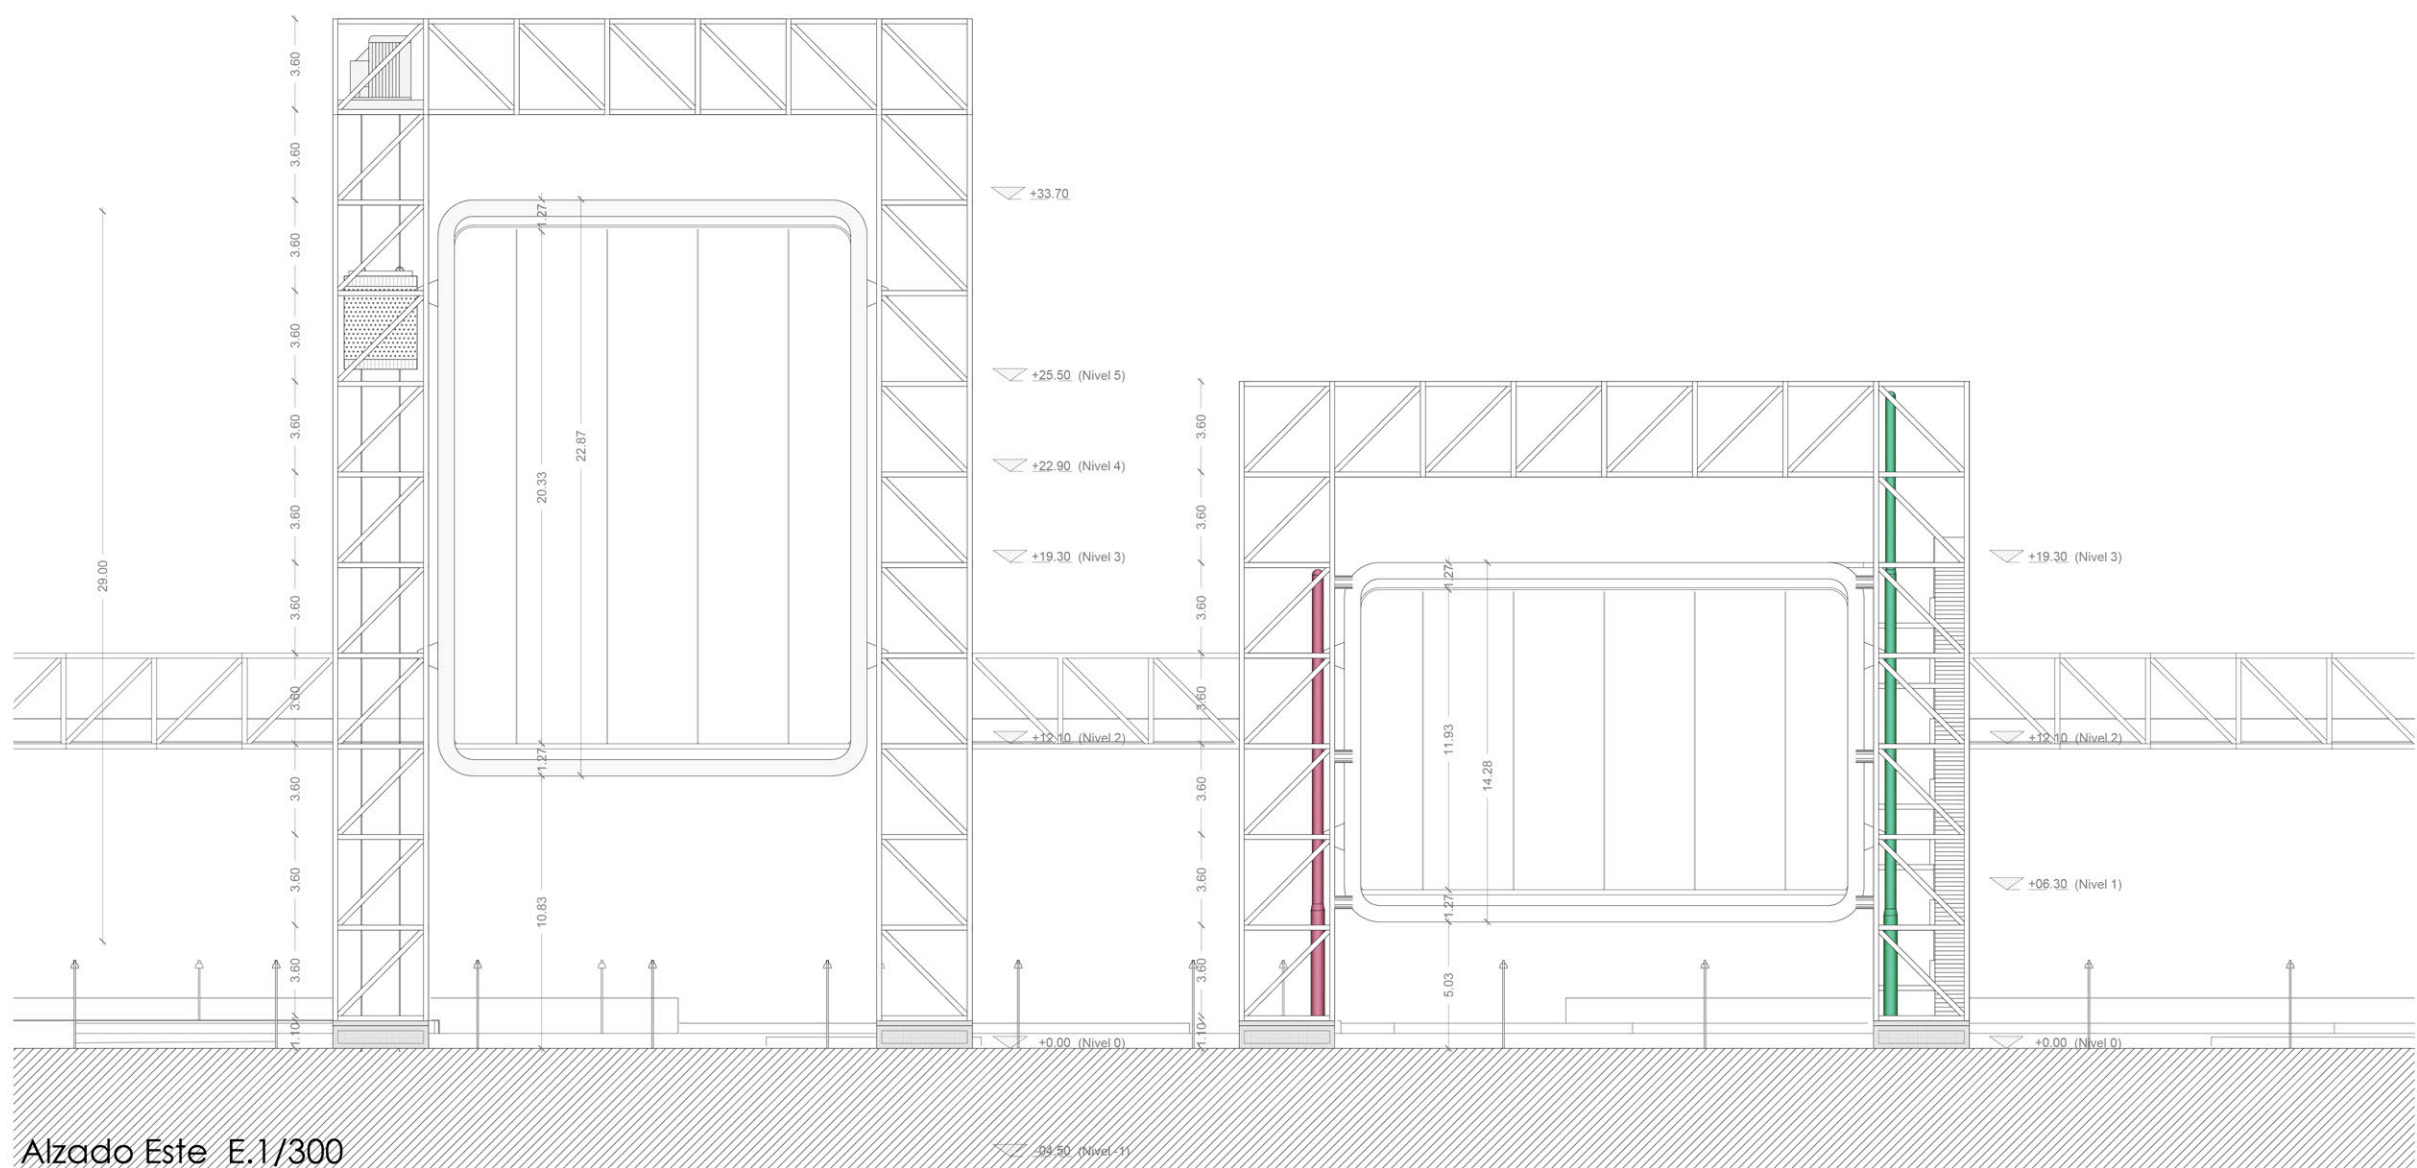 3.60
3.60
3.60
3.60
3.60
3.60
3.60
3.60
3.60
3.60
3.60
1.10
29.00
1.27
22.87
20.33
1.27
10.83
+33.70
+25.50 (Nivel 5)
+22.90 (Nivel 4)
+19.30 (Nivel 3)
+12.10 (Nivel 2)
+0.00 (Nivel 0)
-04.50 (Nivel -1)
3.60
3.60
3.60
3.60
3.60
3.60
3.60
1.10
1.27
11.93
14.28
1.27
5.03
+19.30 (Nivel 3)
+12.10 (Nivel 2)
+06.30 (Nivel 1)
+0.00 (Nivel 0)
Alzado Este E.1/300